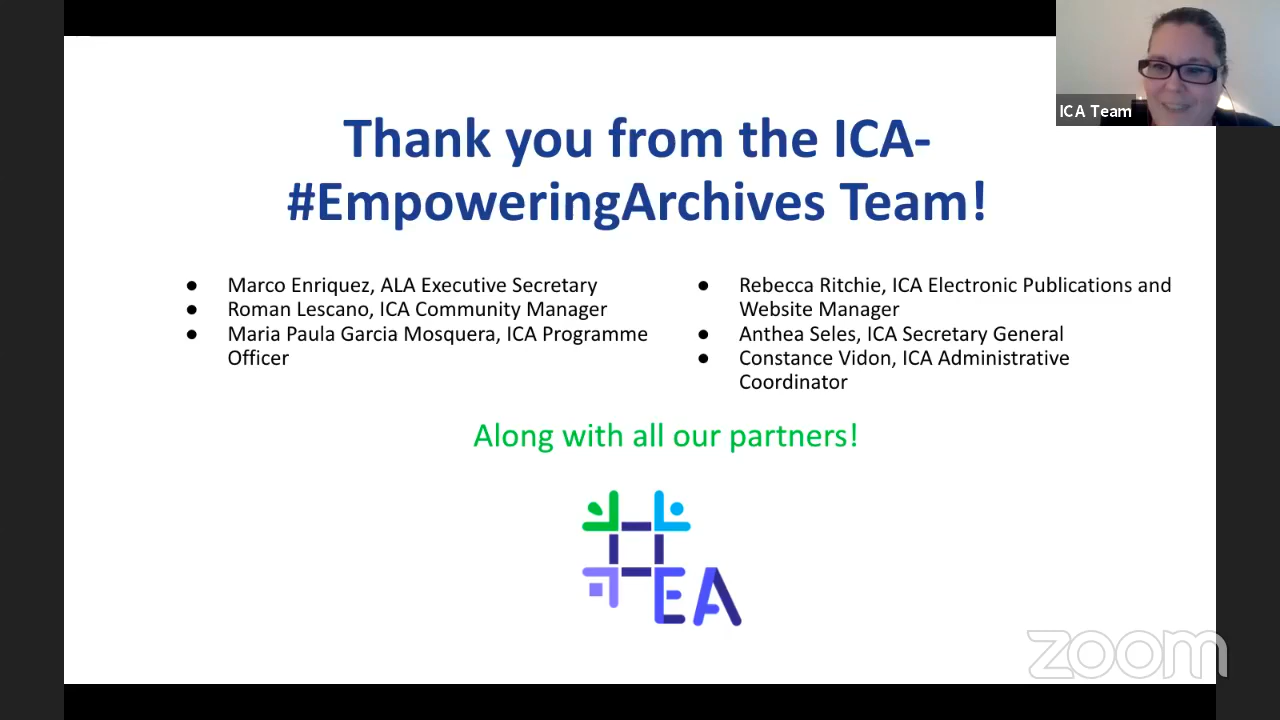 ICA Team
Thank you from the ICA-
#EmpoweringArchives Team!
● Marco Enriquez, ALA Executive Secretary
● Roman Lescano, ICA Community Manager
● Maria Paula Garcia Mosquera, ICA Programme
Officer
● Rebecca Ritchie, ICA Electronic Publications and
Website Manager
● Anthea Seles, ICA Secretary General
● Constance Vidon, ICA Administrative
Coordinator
Along with all our partners!
EA
zoom